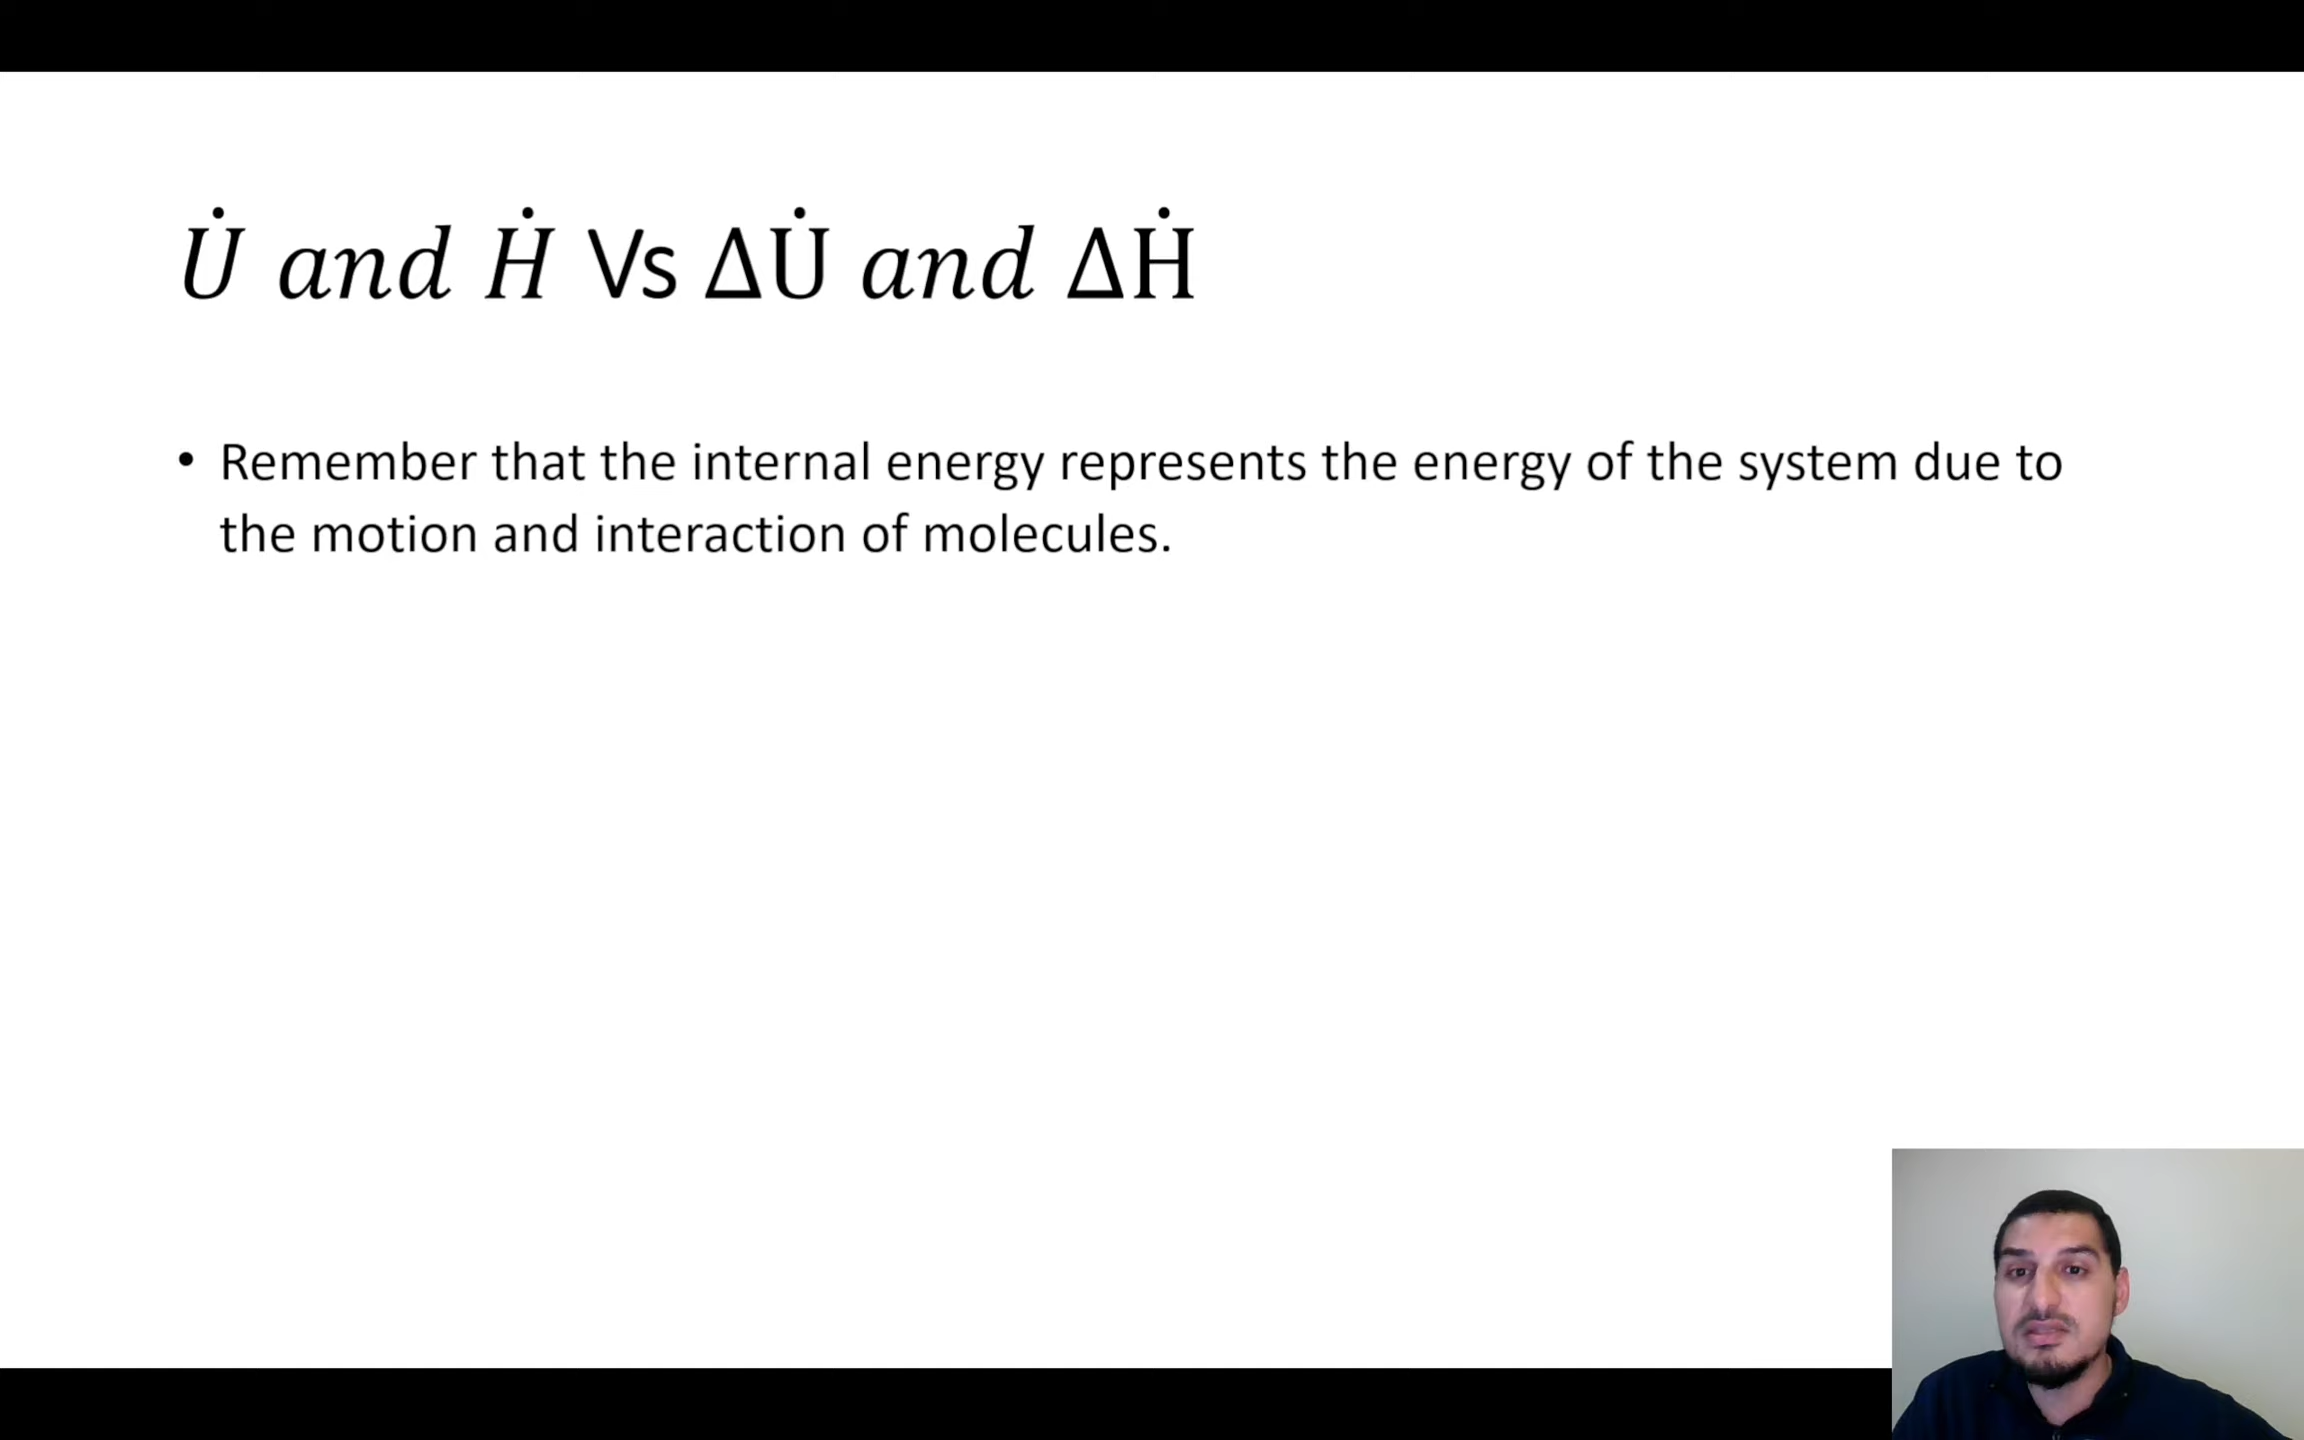 U̇ and Ḣ Vs ΔU̇ and ΔḢ
• Remember that the internal energy represents the energy of the system due to
the motion and interaction of molecules.